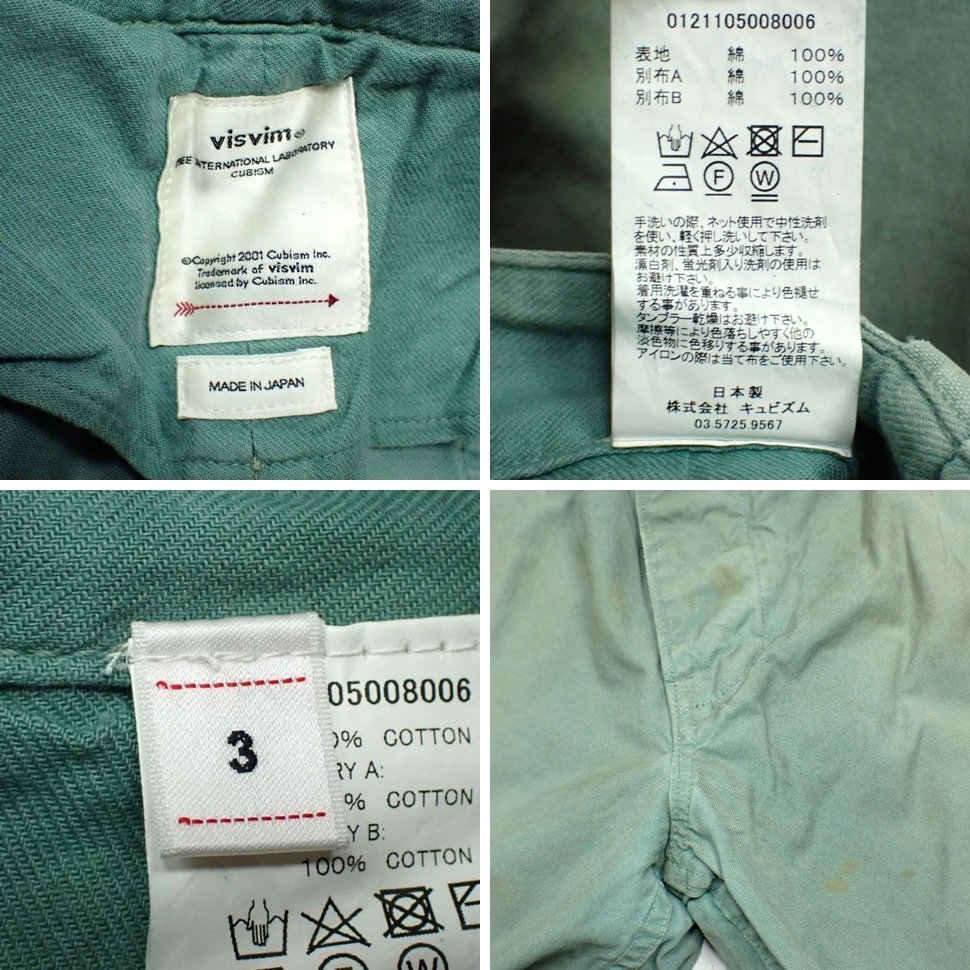 visvim®
FREE INTERNATIONAL LABORATORY
CUBISM
©Copyright 2001 Cubism Inc.
Trademark of visvim
licensed by Cubism Inc.
MADE IN JAPAN
0121105008006
表地 綿 100%
別布A 綿 100%
別布B 綿 100%
F W
手洗いの際、ネット使用で中性洗剤
を使い、軽く押し洗いして下さい。
素材の性質上多少収縮します。
漂白剤、蛍光剤入り洗剤の使用は
お避け下さい。
着用洗濯を重ねる事により色褪せ
する事があります。
タンブラー乾燥はお避け下さい。
摩擦等により色落ちしやすく他の
淡色物に色移りする事があります。
アイロンの際は当て布をご使用下さい。
日本製
株式会社 キュビズム
03.5725.9567
3
05008006
0% COTTON
RY A:
% COTTON
Y B:
100% COTTON
W